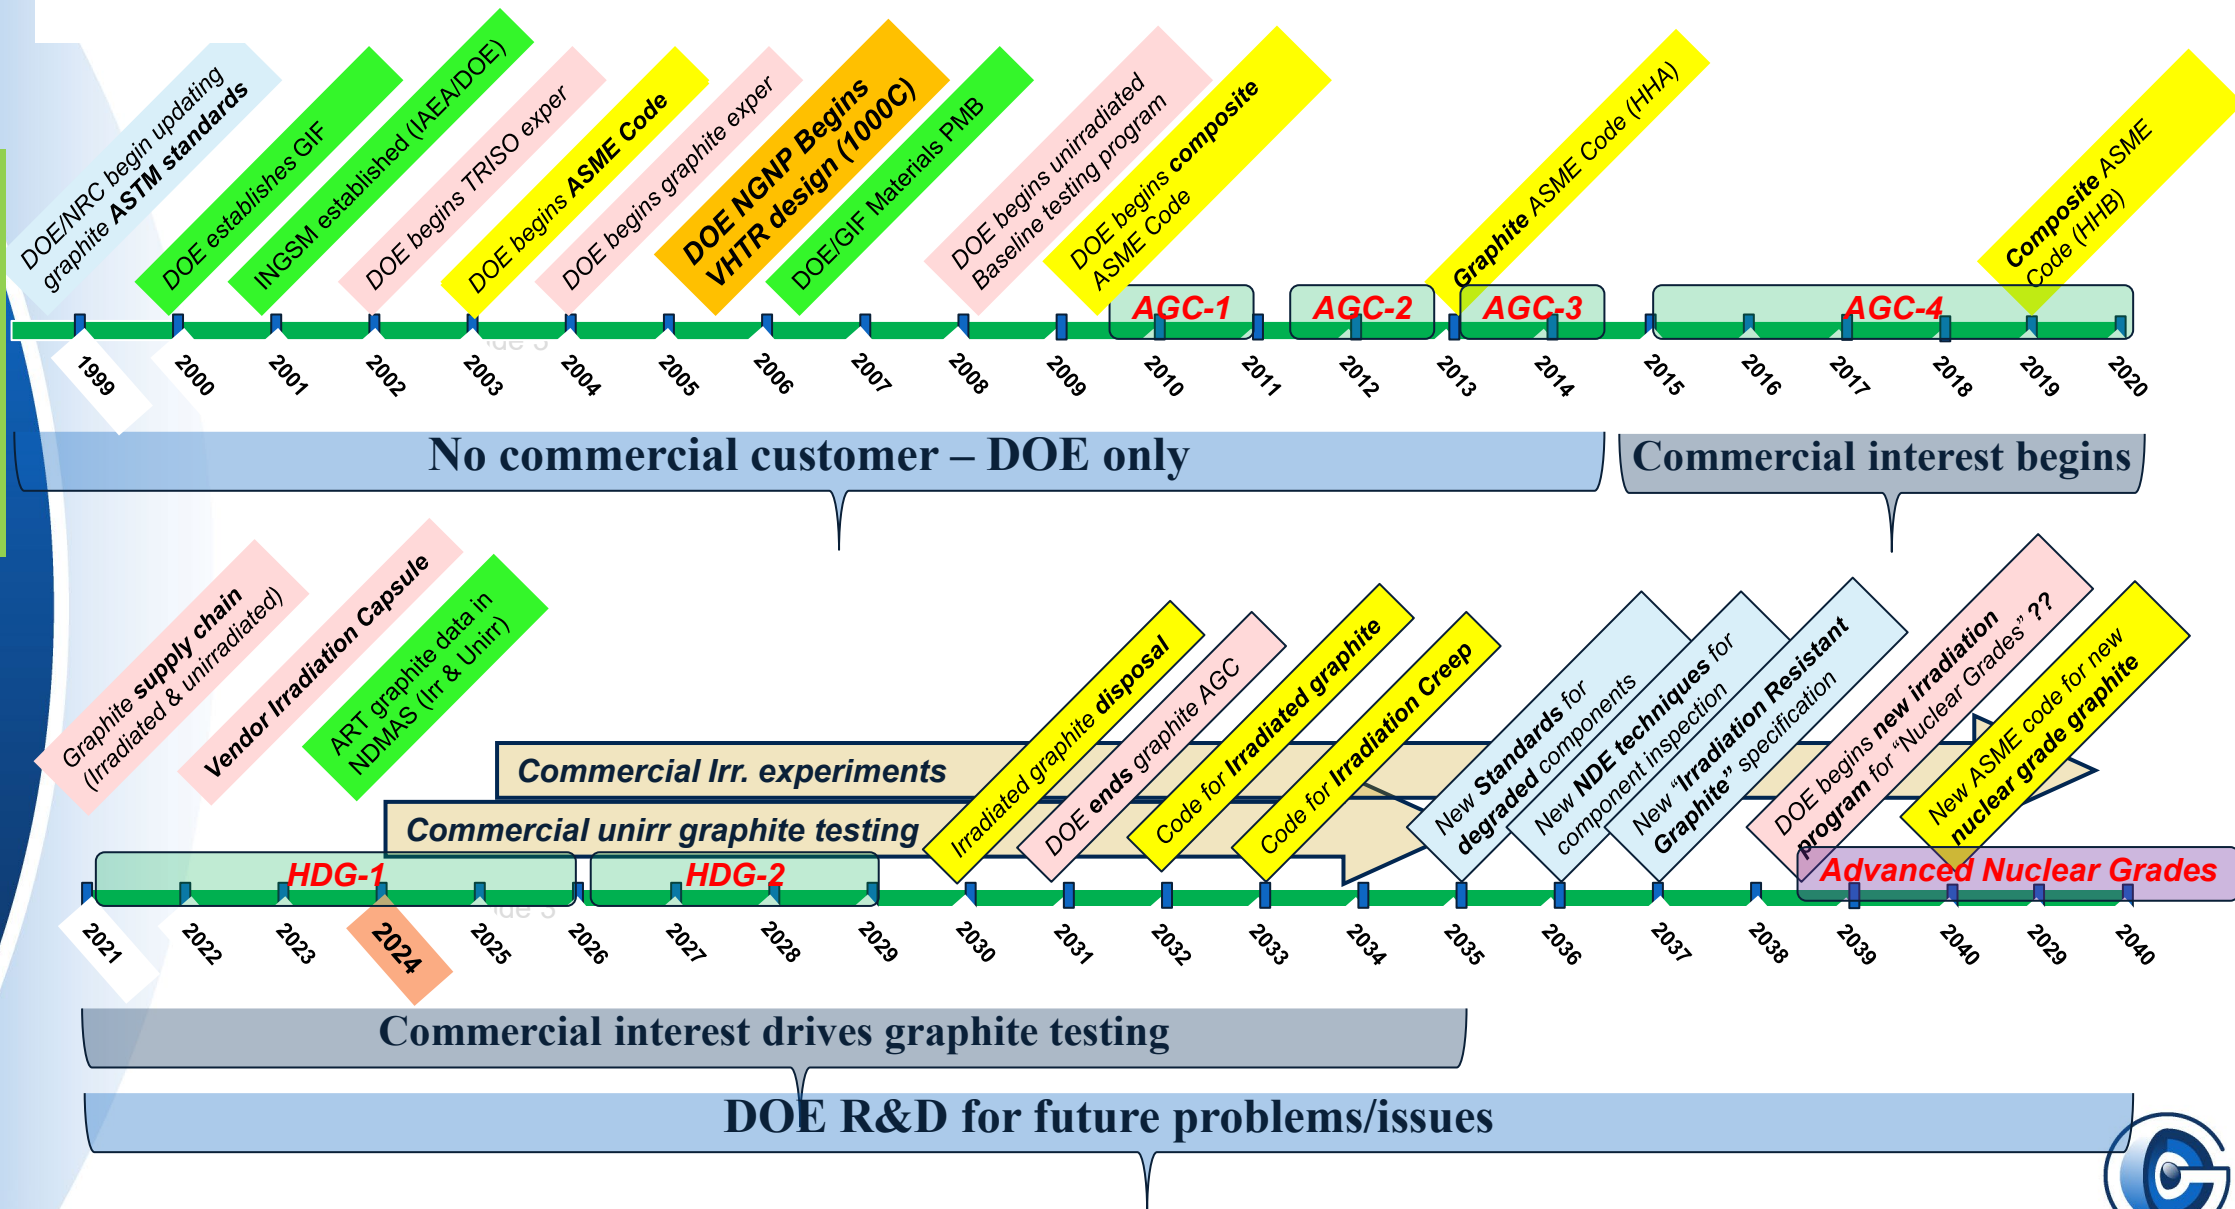 DOE/NRC begin updating
graphite ASTM standards
DOE establishes GIF
INGSM established (IAEA/DOE)
DOE begins TRISO exper
DOE begins ASME Code
DOE begins graphite exper
DOE NGNP Begins
VHTR design (1000C)
DOE/GIF Materials PMB
DOE begins unirradiated
Baseline testing program
DOE begins composite
ASME Code
Graphite ASME Code (HHA)
Composite ASME
Code (HHB)
AGC-1
AGC-2
AGC-3
AGC-4
1999
2000
2001
2002
2003
2004
2005
2006
2007
2008
2009
2010
2011
2012
2013
2014
2015
2016
2017
2018
2019
2020
No commercial customer – DOE only
Commercial interest begins
Graphite supply chain
(Irradiated & unirradiated)
Vendor Irradiation Capsule
ART graphite data in
NDMAS (Irr & Unirr)
Commercial Irr. experiments
Commercial unirr graphite testing
Irradiated graphite disposal
DOE ends graphite AGC
Code for Irradiated graphite
Code for Irradiation Creep
New Standards for
degraded components
New NDE techniques for
component inspection
New “Irradiation Resistant
Graphite” specification
DOE begins new irradiation
program for “Nuclear Grades” ??
New ASME code for new
nuclear grade graphite
HDG-1
HDG-2
Advanced Nuclear Grades
2021
2022
2023
2024
2025
2026
2027
2028
2029
2030
2031
2032
2033
2034
2035
2036
2037
2038
2039
2040
2029
2040
Commercial interest drives graphite testing
DOE R&D for future problems/issues